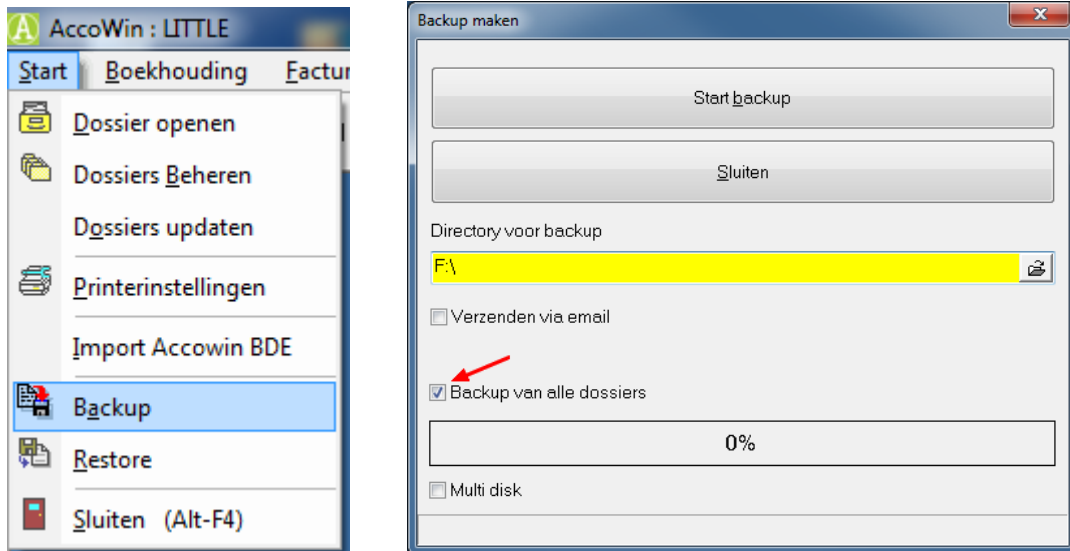 AccoWin : LITTLE
Start Boekhouding Factur
Dossier openen
Dossiers Beheren
Dossiers updaten
Printerinstellingen
Import Accowin BDE
Backup
Restore
Sluiten (Alt-F4)
Backup maken
Start backup
Sluiten
Directory voor backup
F:\
Verzenden via email
Backup van alle dossiers
0%
Multi disk